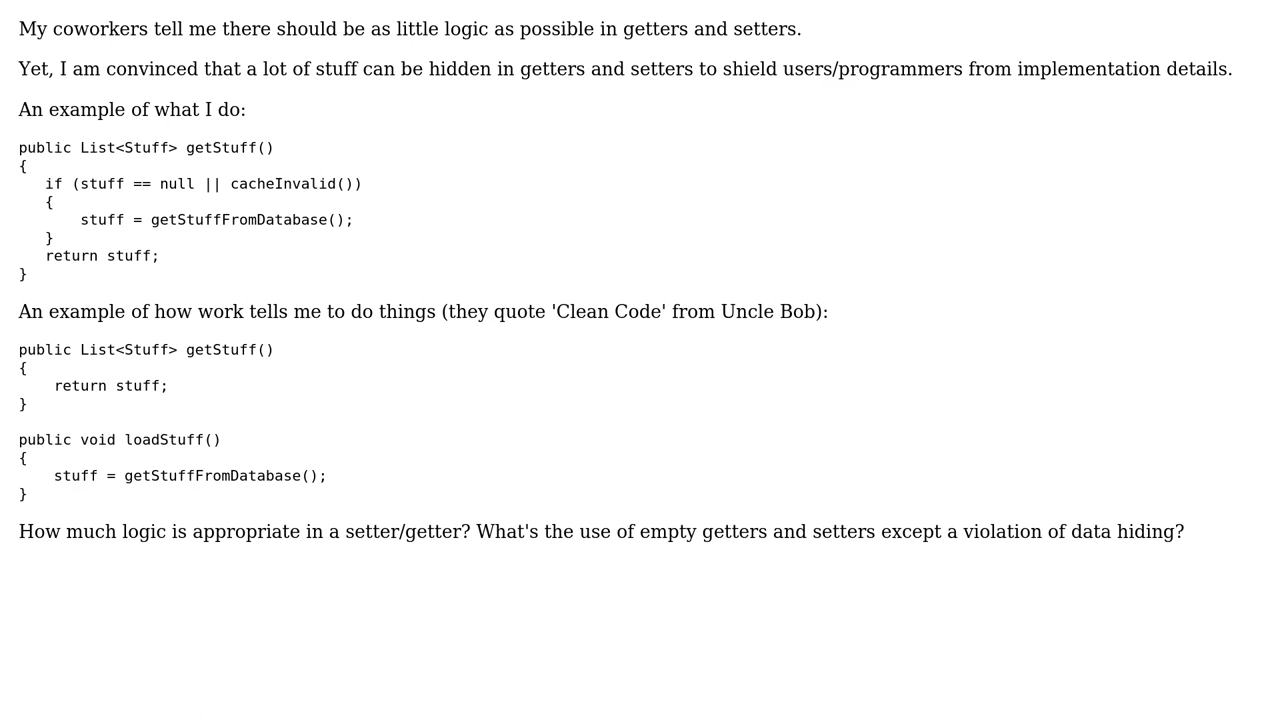 My coworkers tell me there should be as little logic as possible in getters and setters.
Yet, I am convinced that a lot of stuff can be hidden in getters and setters to shield users/programmers from implementation details.
An example of what I do:
public List<Stuff> getStuff()
{
   if (stuff == null || cacheInvalid())
   {
       stuff = getStuffFromDatabase();
   }
   return stuff;
}
An example of how work tells me to do things (they quote 'Clean Code' from Uncle Bob):
public List<Stuff> getStuff()
{
    return stuff;
}
public void loadStuff()
{
    stuff = getStuffFromDatabase();
}
How much logic is appropriate in a setter/getter? What's the use of empty getters and setters except a violation of data hiding?